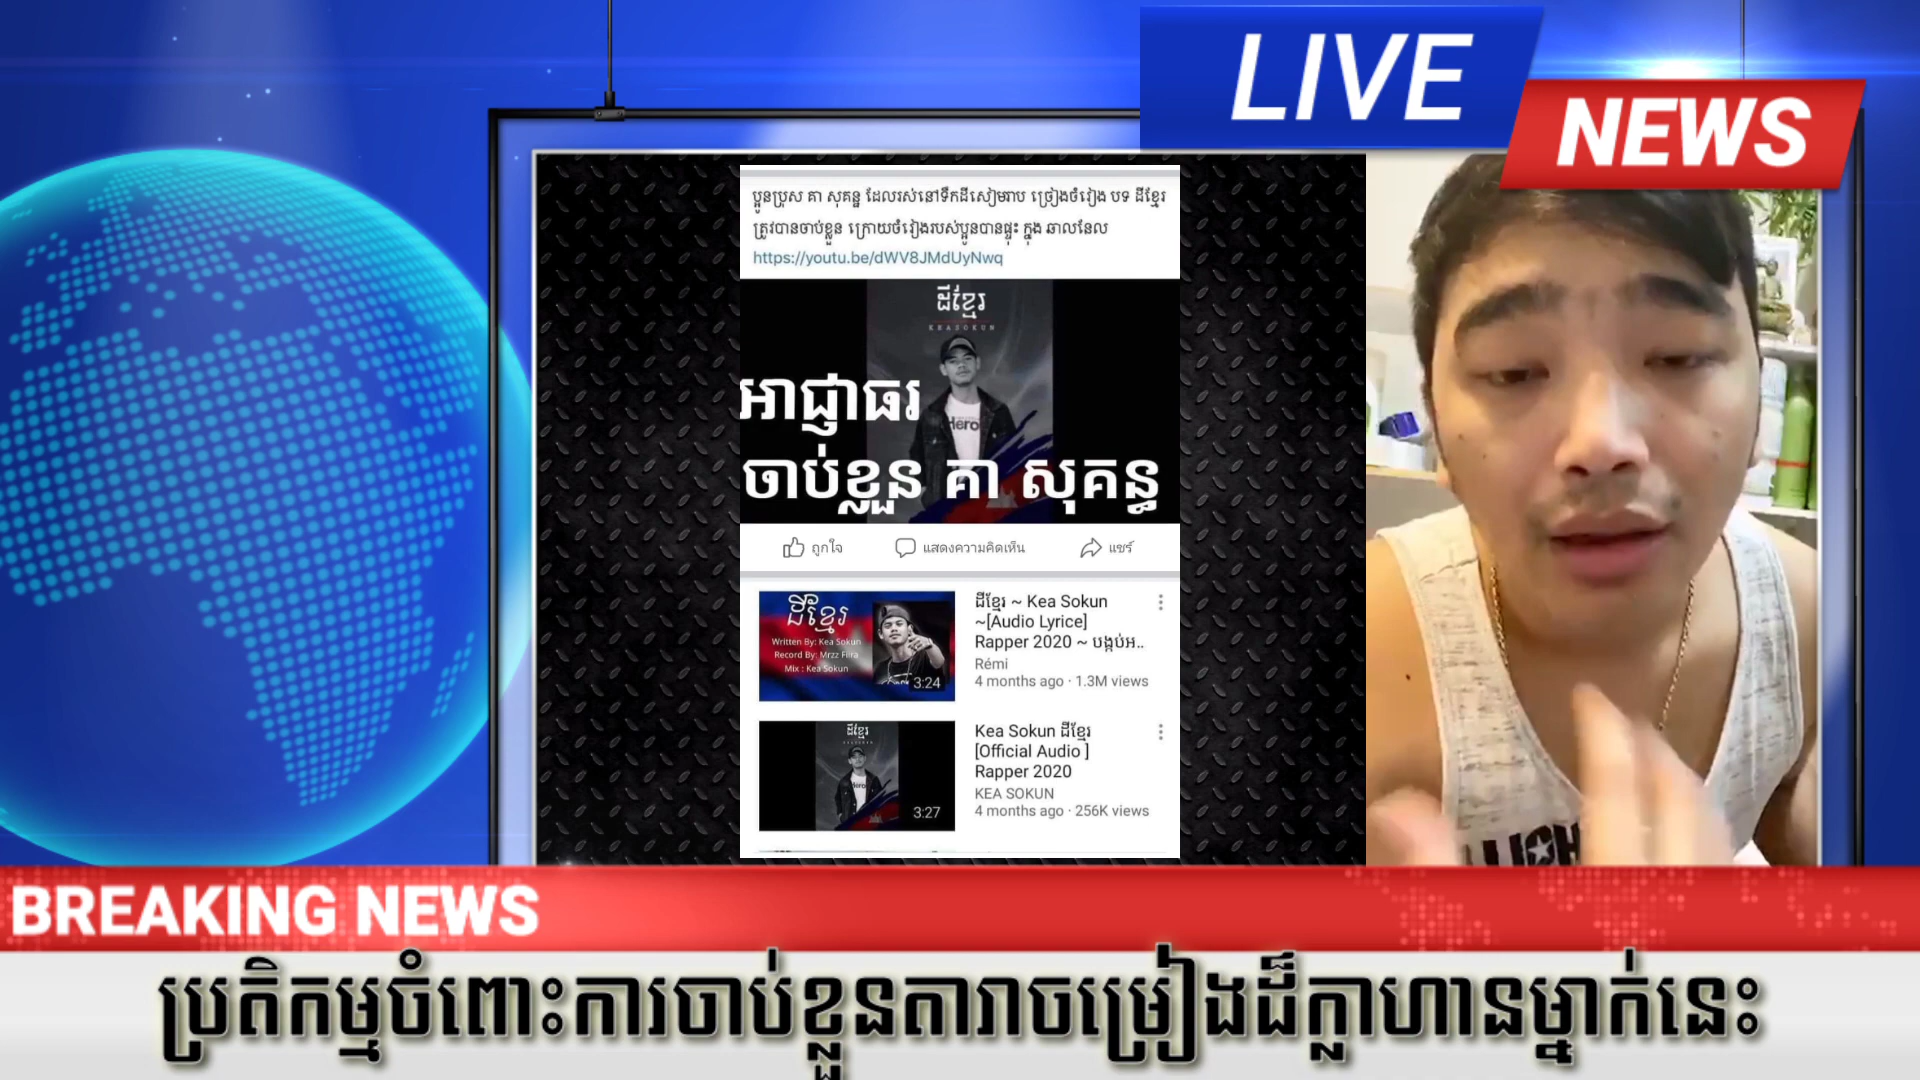 LIVE
NEWS
ប្អូនប្រុស គា សុគន្ធ ដែលរស់នៅទឹកដីសៀមរាប ច្រៀងចំរៀង បទ ដីខ្មែរ
ត្រូវបានចាប់ខ្លួន ក្រោយចំរៀងរបស់ប្អូនបានផ្ទុះ ក្នុង ឆាលនែល
https://youtu.be/dWV8JMdUyNwq
ដីខ្មែរ
KEASOKUN
Hero
អាជ្ញាធរ
ចាប់ខ្លួន គា សុគន្ធ
ถูกใจ แสดงความคิดเห็น แชร์
ដីខ្មែរ
Written By: Kea Sokun
Record By: Mrzz Fiira
Mix : Kea Sokun
3:24
ដីខ្មែរ ~ Kea Sokun
~[Audio Lyrice]
Rapper 2020 ~ បង្កប់អ..
Rémi
4 months ago · 1.3M views
ដីខ្មែរ
3:27
Kea Sokun ដីខ្មែរ
[Official Audio ]
Rapper 2020
KEA SOKUN
4 months ago · 256K views
BREAKING NEWS
ប្រតិកម្មចំពោះការចាប់ខ្លួនតារាចម្រៀងដ៏ក្លាហានម្នាក់នេះ